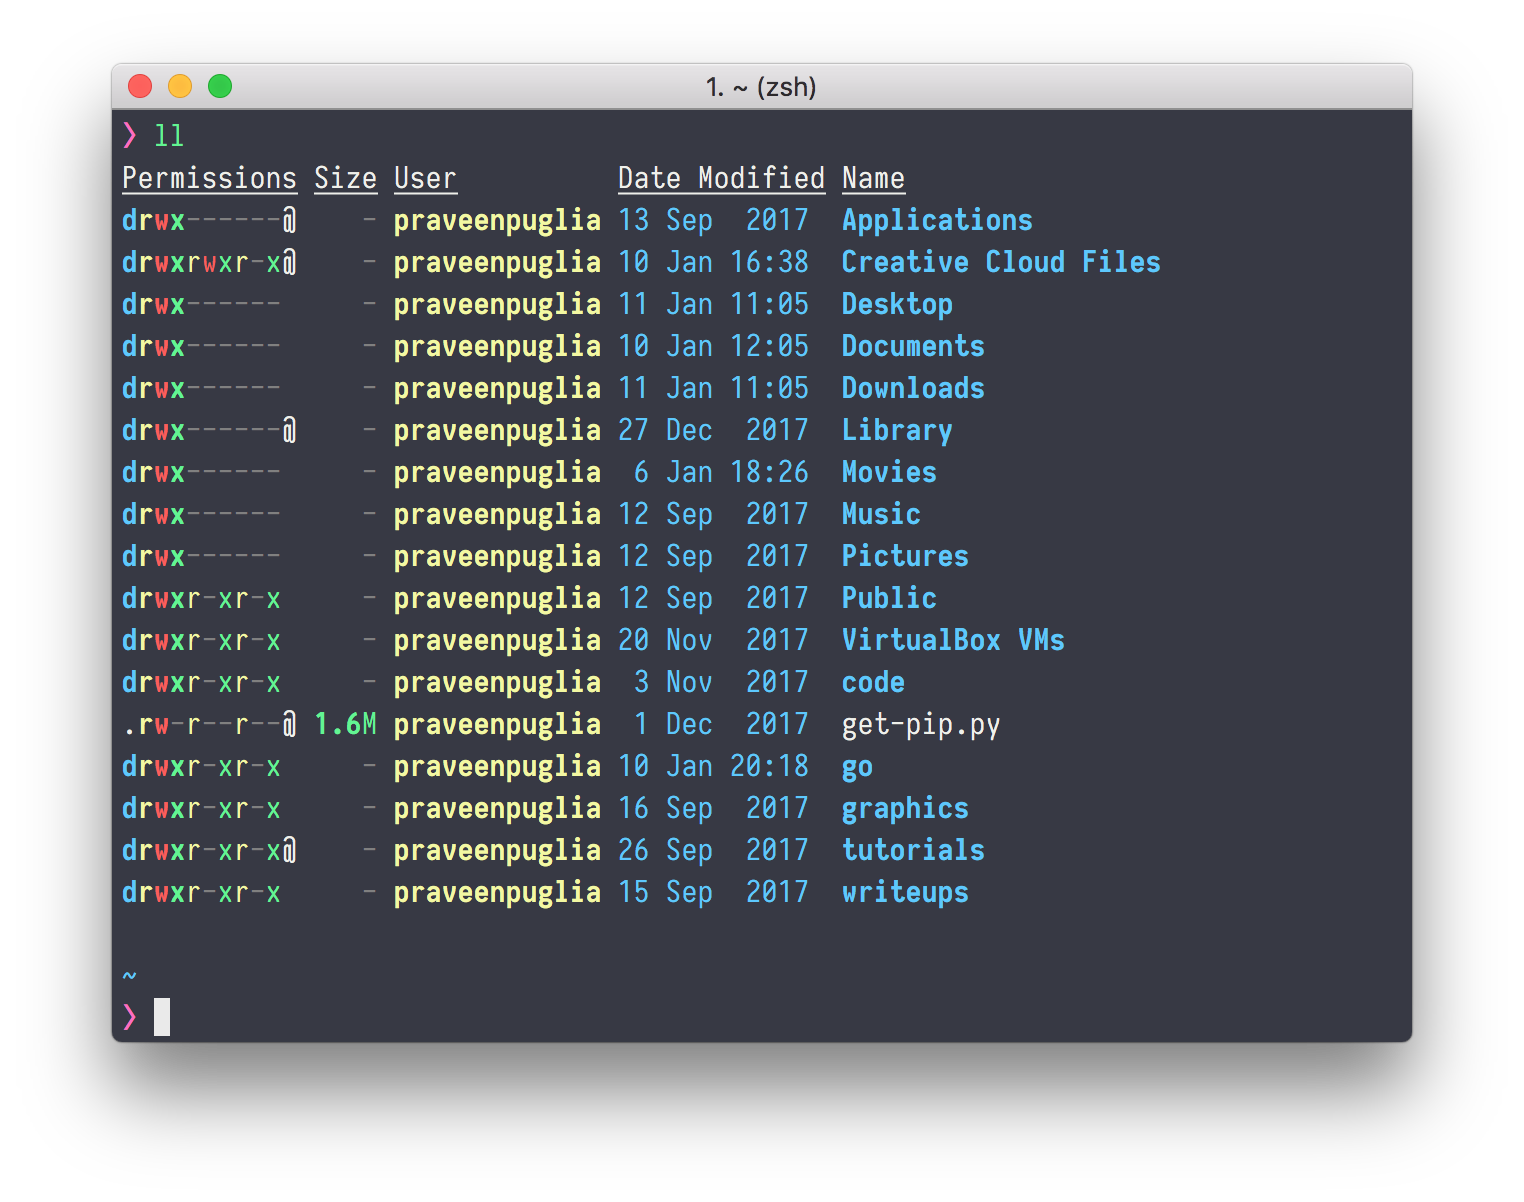 1. ~ (zsh)
❯ ll
Permissions Size User          Date Modified Name
drwx------@    - praveenpuglia 13 Sep  2017  Applications
drwxrwxr-x@    - praveenpuglia 10 Jan 16:38  Creative Cloud Files
drwx------     - praveenpuglia 11 Jan 11:05  Desktop
drwx------     - praveenpuglia 10 Jan 12:05  Documents
drwx------     - praveenpuglia 11 Jan 11:05  Downloads
drwx------@    - praveenpuglia 27 Dec  2017  Library
drwx------     - praveenpuglia  6 Jan 18:26  Movies
drwx------     - praveenpuglia 12 Sep  2017  Music
drwx------     - praveenpuglia 12 Sep  2017  Pictures
drwxr-xr-x     - praveenpuglia 12 Sep  2017  Public
drwxr-xr-x     - praveenpuglia 20 Nov  2017  VirtualBox VMs
drwxr-xr-x     - praveenpuglia  3 Nov  2017  code
.rw-r--r--@ 1.6M praveenpuglia  1 Dec  2017  get-pip.py
drwxr-xr-x     - praveenpuglia 10 Jan 20:18  go
drwxr-xr-x     - praveenpuglia 16 Sep  2017  graphics
drwxr-xr-x@    - praveenpuglia 26 Sep  2017  tutorials
drwxr-xr-x     - praveenpuglia 15 Sep  2017  writeups
~
❯